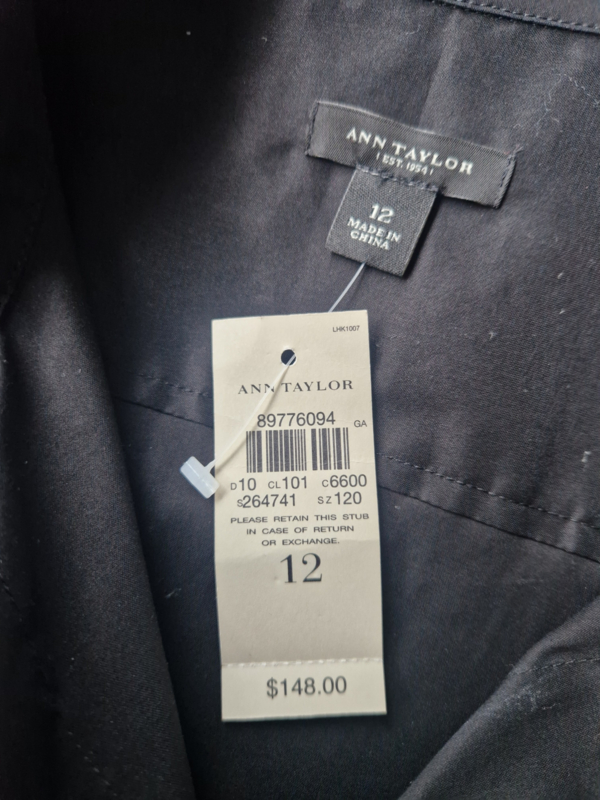 ANN TAYLOR
EST. 1954
12
MADE IN
CHINA
LHK1007
ANN TAYLOR
89776094
GA
D10 CL101 C6600
S264741 SZ120
PLEASE RETAIN THIS STUB
IN CASE OF RETURN
OR EXCHANGE.
12
$148.00